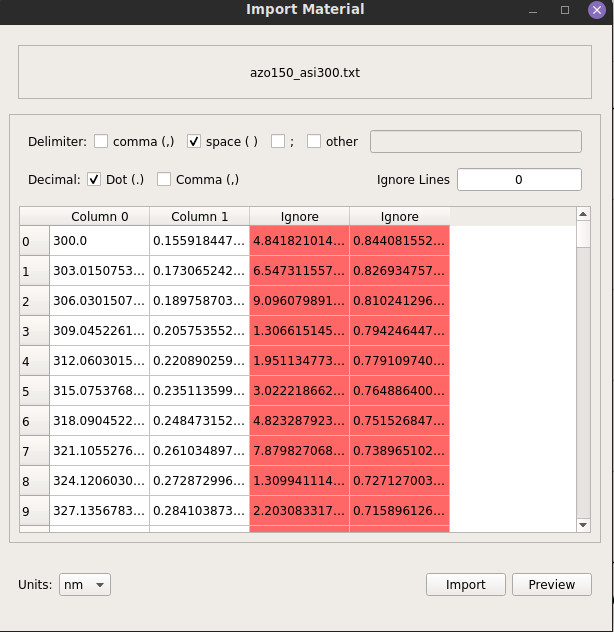 Import Material
azo150_asi300.txt
Delimiter: comma (,) space ( ) ; other
Decimal: Dot (.) Comma (,) Ignore Lines 0
Column 0 Column 1 Ignore Ignore
0 300.0 0.155918447... 4.841821014... 0.844081552...
1 303.0150753... 0.173065242... 6.547311557... 0.826934757...
2 306.0301507... 0.189758703... 9.096079891... 0.810241296...
3 309.0452261... 0.205753552... 1.306615145... 0.794246447...
4 312.0603015... 0.220890259... 1.951134773... 0.779109740...
5 315.0753768... 0.235113599... 3.022218662... 0.764886400...
6 318.0904522... 0.248473152... 4.823287923... 0.751526847...
7 321.1055276... 0.261034897... 7.879827068... 0.738965102...
8 324.1206030... 0.272872996... 1.309941114... 0.727127003...
9 327.1356783... 0.284103873... 2.203083317... 0.715896126...
Units: nm Import Preview